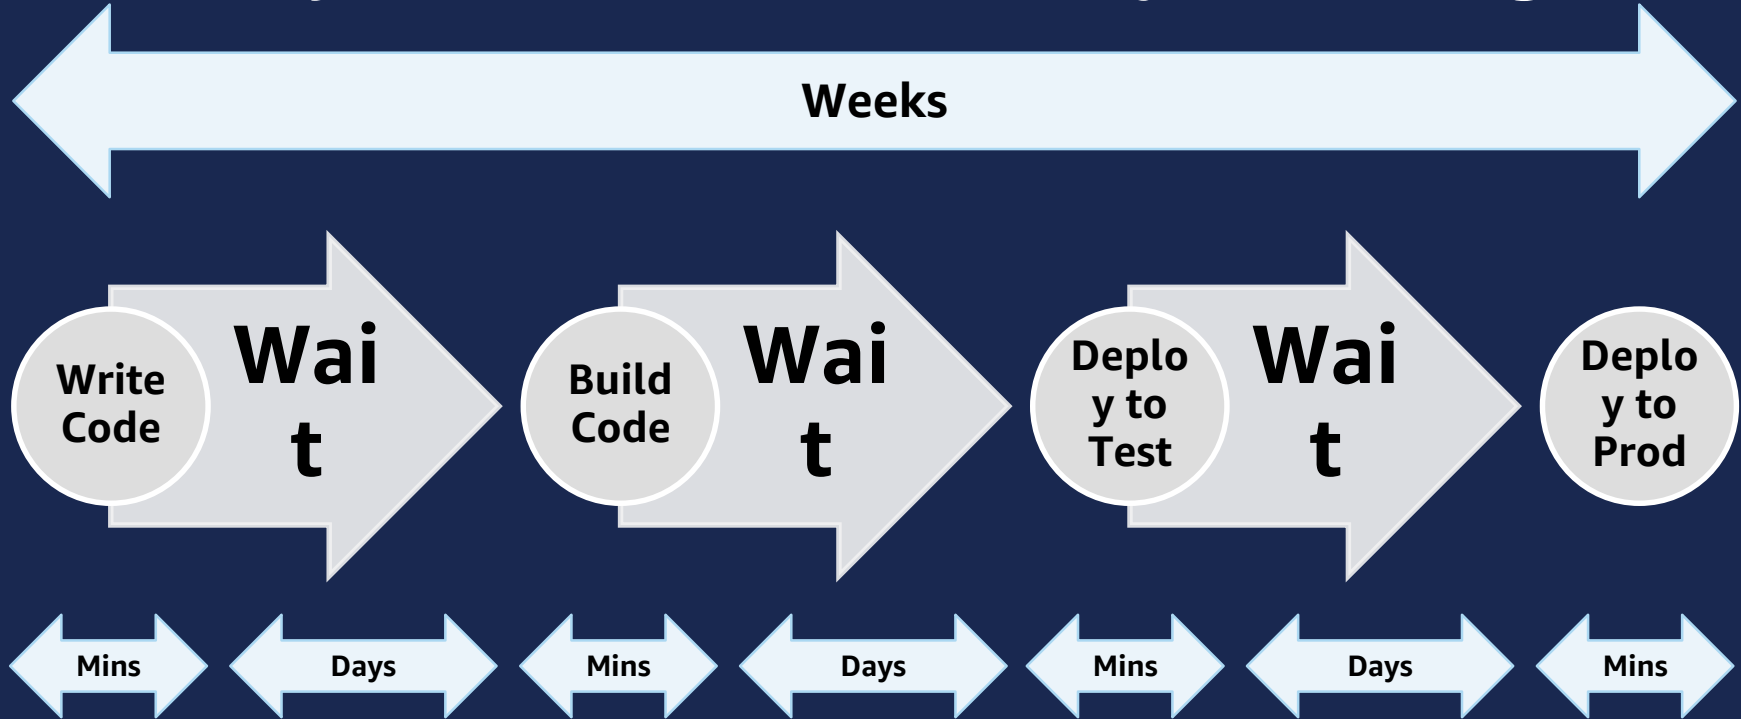 Weeks
Write
Code
Wai
t
Build
Code
Wai
t
Deplo
y to
Test
Wai
t
Deplo
y to
Prod
Mins
Days
Mins
Days
Mins
Days
Mins